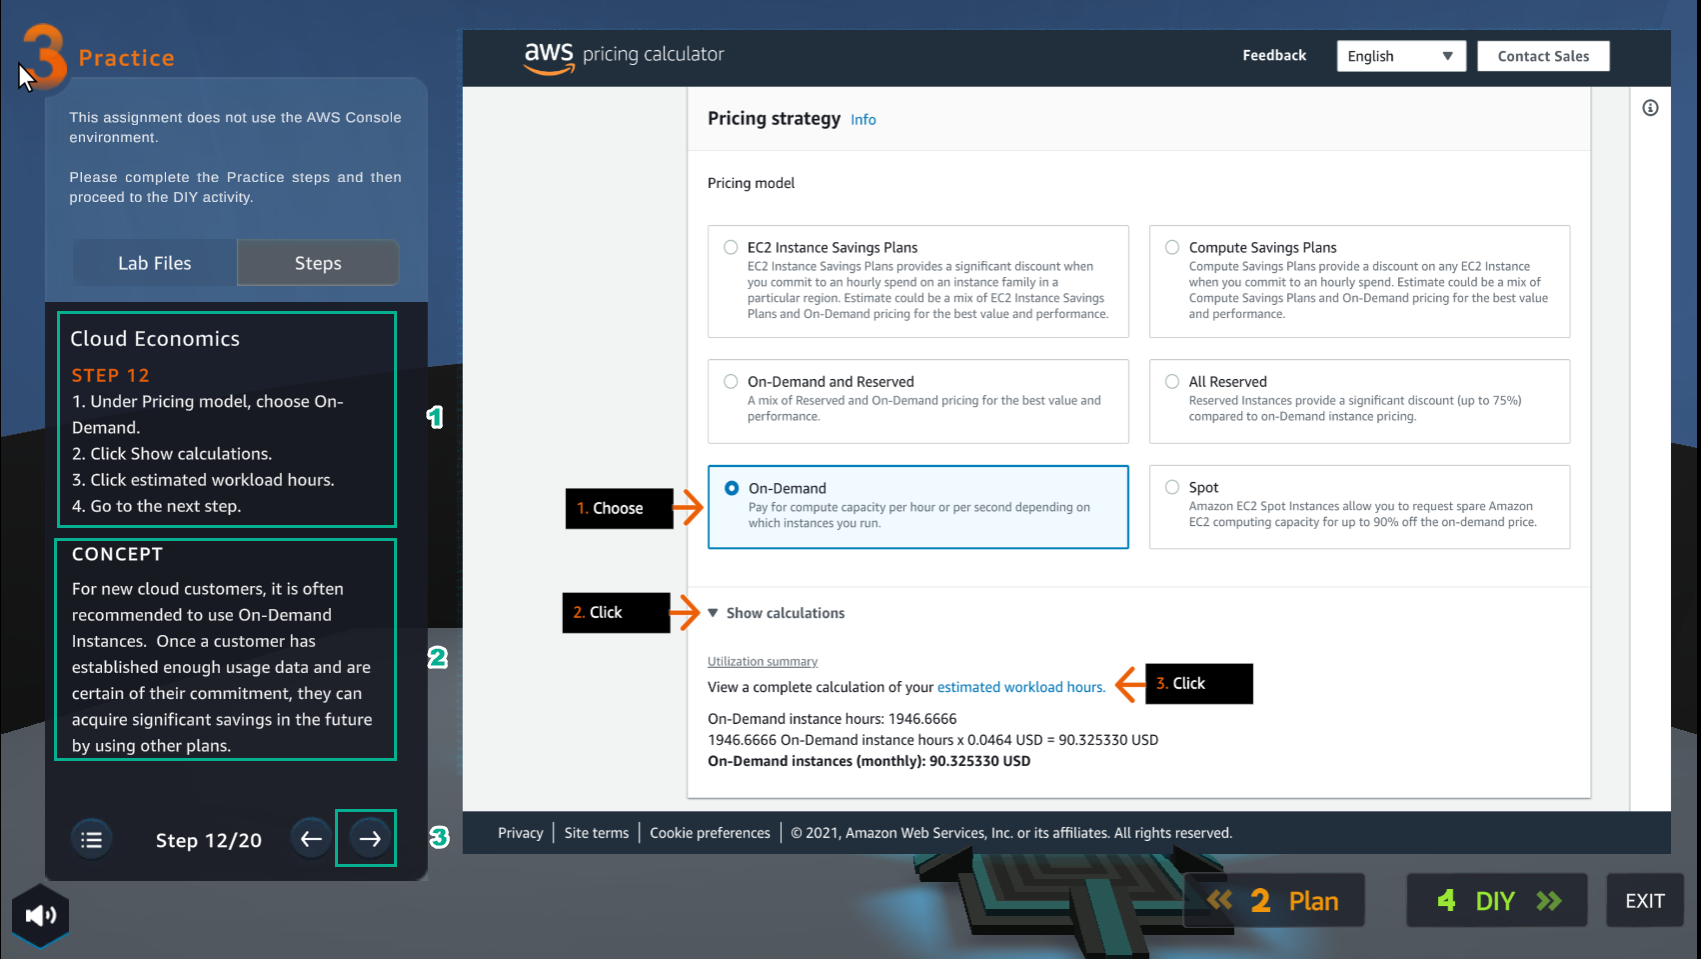 3 Practice
This assignment does not use the AWS Console
environment.
Please complete the Practice steps and then
proceed to the DIY activity.
Lab Files
Steps
Cloud Economics
STEP 12
1. Under Pricing model, choose On-
Demand.
2. Click Show calculations.
3. Click estimated workload hours.
4. Go to the next step.
1
CONCEPT
For new cloud customers, it is often
recommended to use On-Demand
Instances. Once a customer has
established enough usage data and are
certain of their commitment, they can
acquire significant savings in the future
by using other plans.
2
Step 12/20
3
aws pricing calculator
Feedback
English
Contact Sales
Pricing strategy Info
Pricing model
EC2 Instance Savings Plans
EC2 Instance Savings Plans provides a significant discount when
you commit to an hourly spend on an instance family in a
particular region. Estimate could be a mix of EC2 Instance Savings
Plans and On-Demand pricing for the best value and performance.
Compute Savings Plans
Compute Savings Plans provide a discount on any EC2 Instance
when you commit to an hourly spend. Estimate could be a mix of
Compute Savings Plans and On-Demand pricing for the best value
and performance.
On-Demand and Reserved
A mix of Reserved and On-Demand pricing for the best value and
performance.
All Reserved
Reserved Instances provide a significant discount (up to 75%)
compared to on-Demand instance pricing.
1. Choose
On-Demand
Pay for compute capacity per hour or per second depending on
which instances you run.
Spot
Amazon EC2 Spot Instances allow you to request spare Amazon
EC2 computing capacity for up to 90% off the on-demand price.
2. Click
Show calculations
Utilization summary
View a complete calculation of your estimated workload hours.
3. Click
On-Demand instance hours: 1946.6666
1946.6666 On-Demand instance hours x 0.0464 USD = 90.325330 USD
On-Demand instances (monthly): 90.325330 USD
Privacy | Site terms | Cookie preferences | © 2021, Amazon Web Services, Inc. or its affiliates. All rights reserved.
2 Plan
4 DIY
EXIT